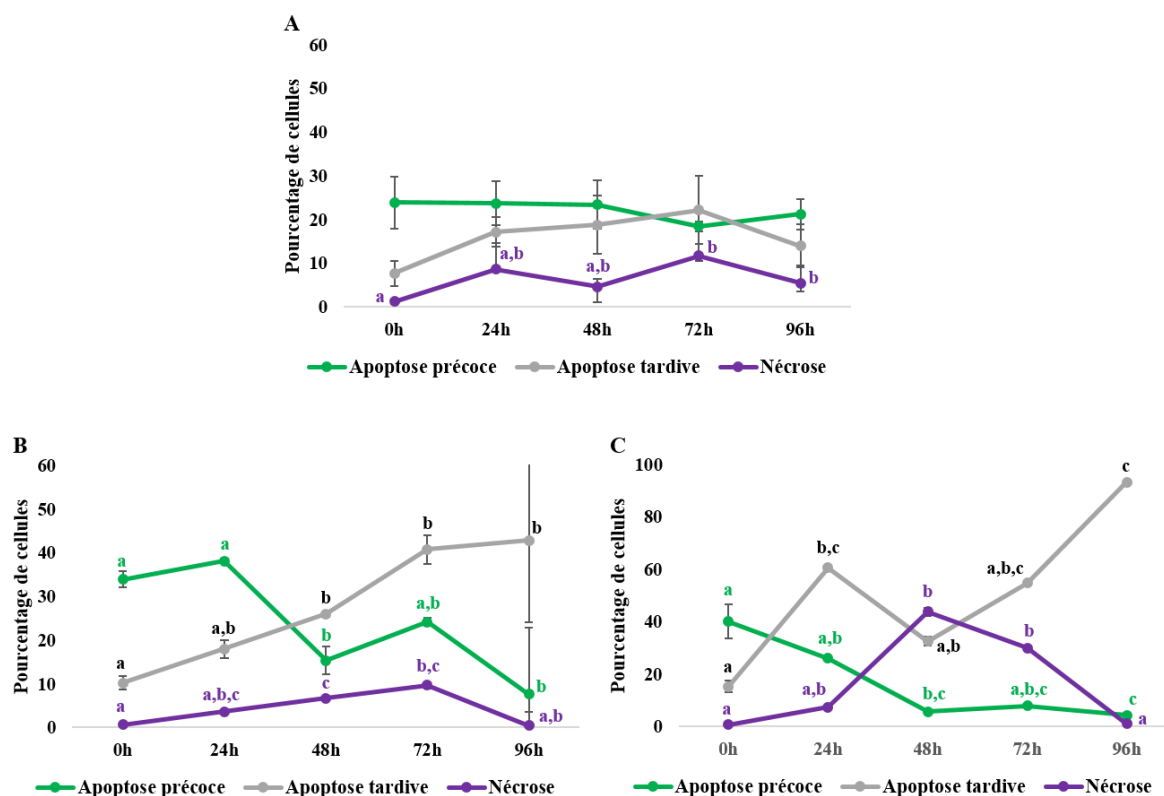 A
Pourcentage de cellules
60
50
40
30
20
10
0
a
a,b
a,b
b
b
0h 24h 48h 72h 96h
Apoptose précoce Apoptose tardive Nécrose
B
Pourcentage de cellules
60
50
40
30
20
10
0
a
a
b
a,b
b
a
a,b
b
b
b
a
a,b,c
c
b,c
a,b
0h 24h 48h 72h 96h
Apoptose précoce Apoptose tardive Nécrose
C
Pourcentage de cellules
100
80
60
40
20
0
a
a,b
b,c
a,b,c
c
a
b,c
a,b
a,b,c
c
a
a,b
b
b
a
0h 24h 48h 72h 96h
Apoptose précoce Apoptose tardive Nécrose